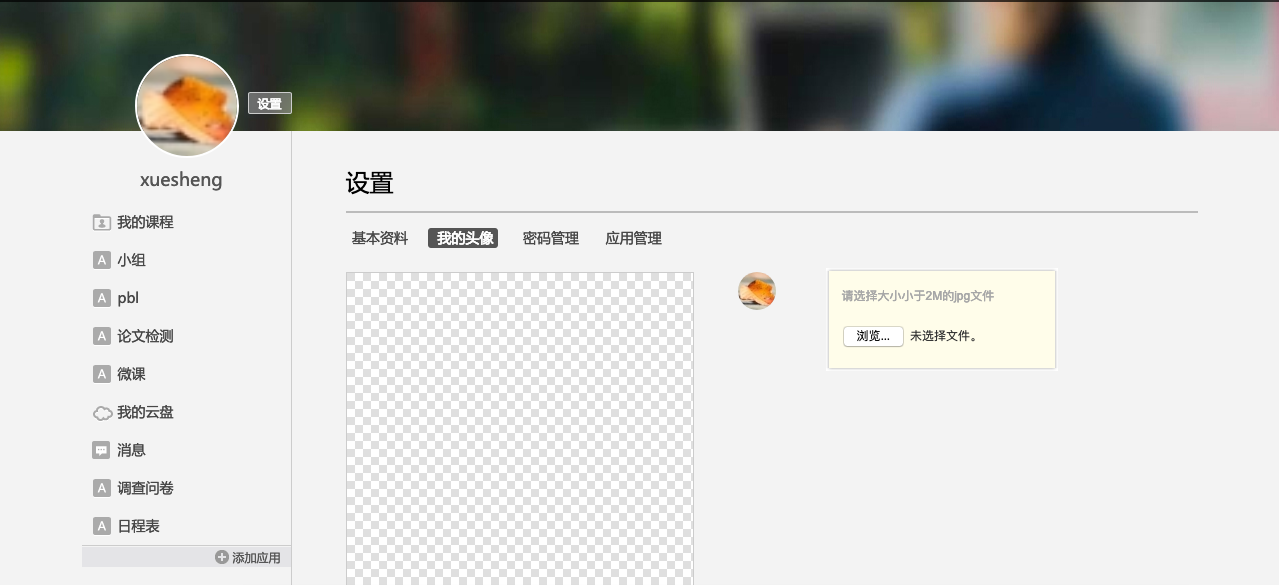 设置
xuesheng
我的课程
A 小组
A pbl
A 论文检测
A 微课
我的云盘
消息
A 调查问卷
A 日程表
添加应用
设置
基本资料 我的头像 密码管理 应用管理
请选择大小小于2M的jpg文件
浏览... 未选择文件。